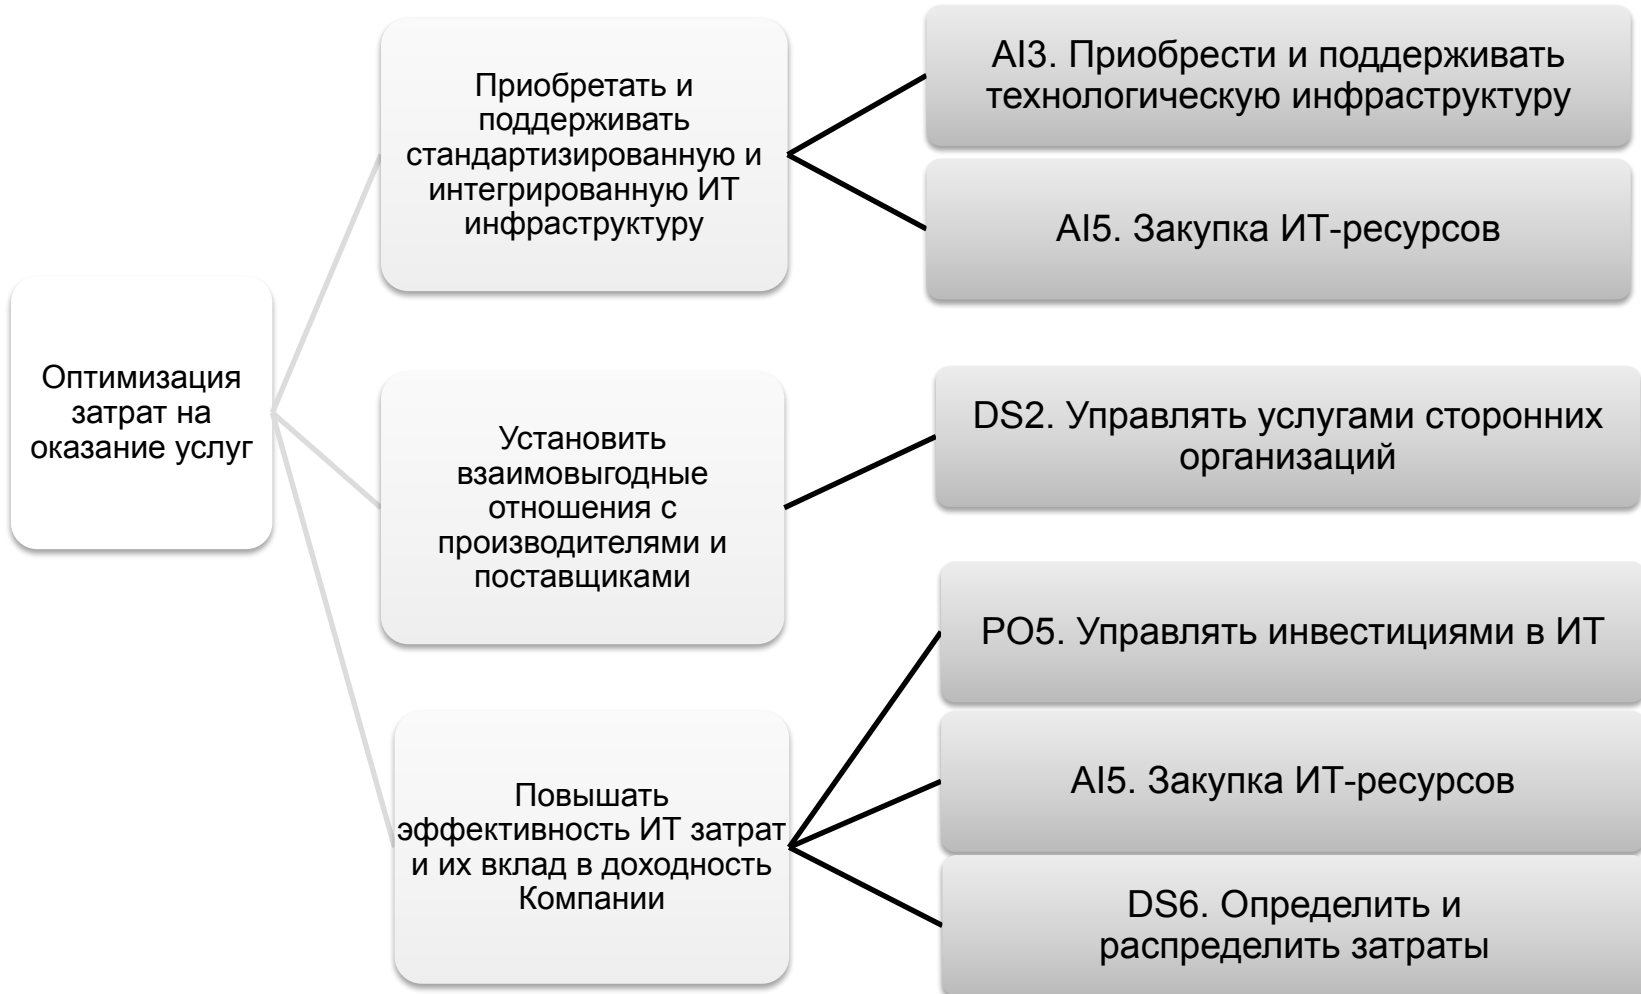 Оптимизация
затрат на
оказание услуг
Приобретать и
поддерживать
стандартизированную и
интегрированную ИТ
инфраструктуру
AI3. Приобрести и поддерживать
технологическую инфраструктуру
AI5. Закупка ИТ-ресурсов
Установить
взаимовыгодные
отношения с
производителями и
поставщиками
DS2. Управлять услугами сторонних
организаций
Повышать
эффективность ИТ затрат
и их вклад в доходность
Компании
PO5. Управлять инвестициями в ИТ
AI5. Закупка ИТ-ресурсов
DS6. Определить и
распределить затраты